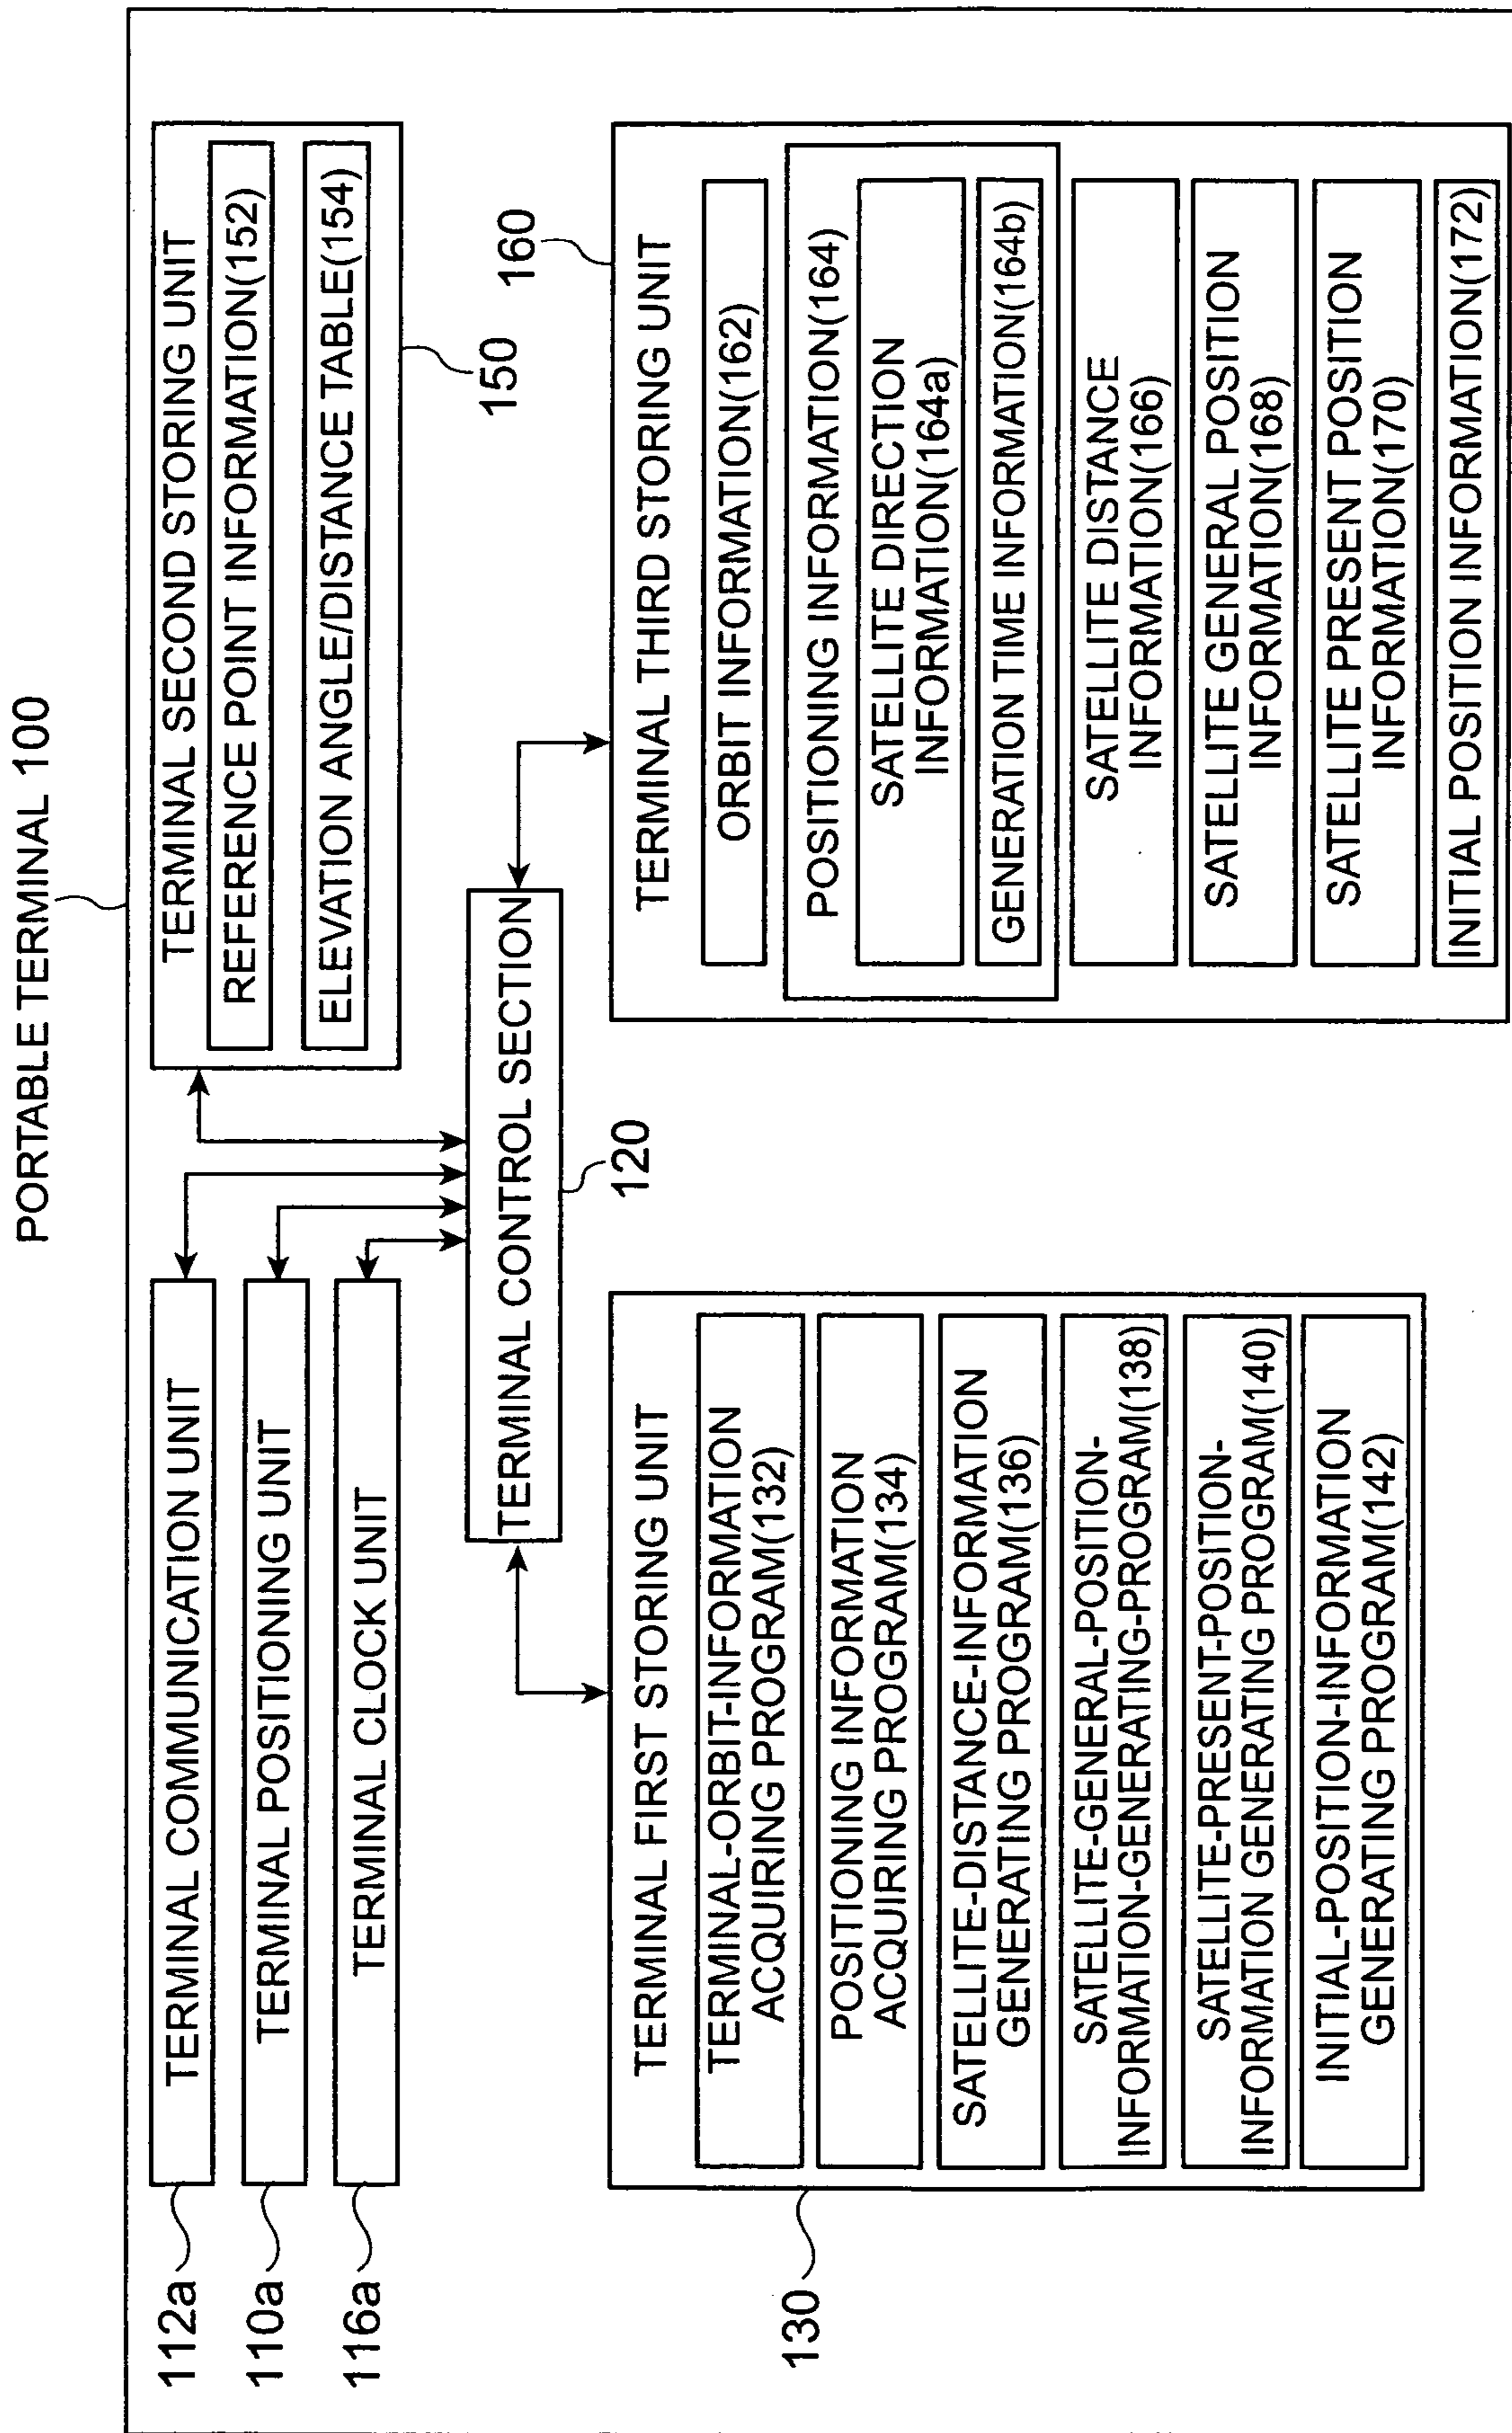 PORTABLE TERMINAL 100
112a
TERMINAL COMMUNICATION UNIT
110a
TERMINAL POSITIONING UNIT
116a
TERMINAL CLOCK UNIT
TERMINAL SECOND STORING UNIT
REFERENCE POINT INFORMATION(152)
ELEVATION ANGLE/DISTANCE TABLE(154)
150
TERMINAL CONTROL SECTION
120
130
TERMINAL FIRST STORING UNIT
TERMINAL-ORBIT-INFORMATION
ACQUIRING PROGRAM(132)
POSITIONING INFORMATION
ACQUIRING PROGRAM(134)
SATELLITE-DISTANCE-INFORMATION
GENERATING PROGRAM(136)
SATELLITE-GENERAL-POSITION-
INFORMATION-GENERATING-PROGRAM(138)
SATELLITE-PRESENT-POSITION-
INFORMATION GENERATING PROGRAM(140)
INITIAL-POSITION-INFORMATION
GENERATING PROGRAM(142)
160
TERMINAL THIRD STORING UNIT
ORBIT INFORMATION(162)
POSITIONING INFORMATION(164)
SATELLITE DIRECTION
INFORMATION(164a)
GENERATION TIME INFORMATION(164b)
SATELLITE DISTANCE
INFORMATION(166)
SATELLITE GENERAL POSITION
INFORMATION(168)
SATELLITE PRESENT POSITION
INFORMATION(170)
INITIAL POSITION INFORMATION(172)